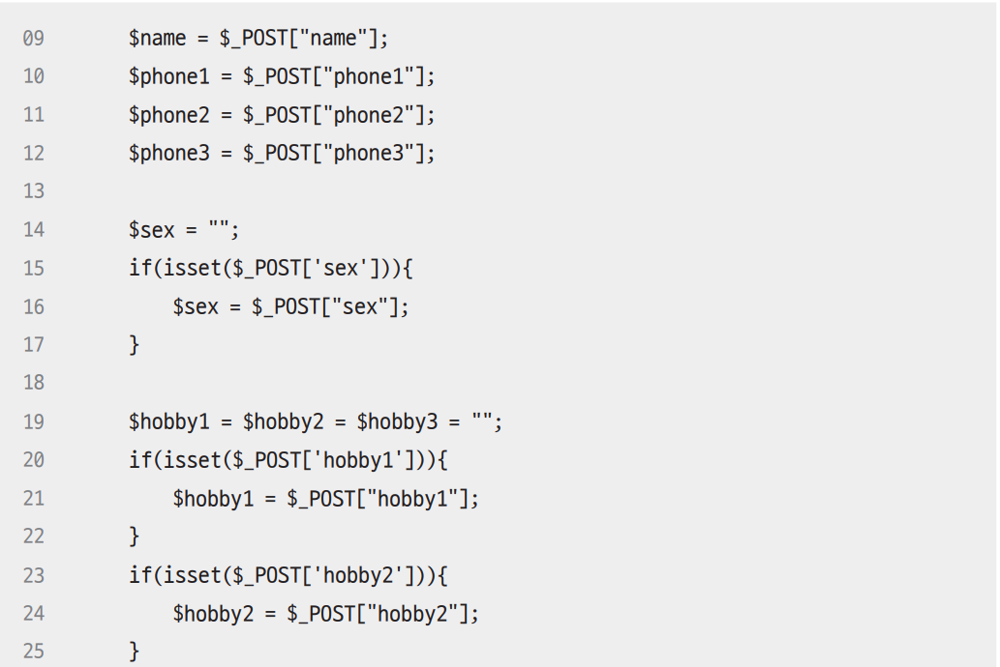 09 $name = $_POST["name"];
10 $phone1 = $_POST["phone1"];
11 $phone2 = $_POST["phone2"];
12 $phone3 = $_POST["phone3"];
13
14 $sex = "";
15 if(isset($_POST['sex'])){
16 $sex = $_POST["sex"];
17 }
18
19 $hobby1 = $hobby2 = $hobby3 = "";
20 if(isset($_POST['hobby1'])){
21 $hobby1 = $_POST["hobby1"];
22 }
23 if(isset($_POST['hobby2'])){
24 $hobby2 = $_POST["hobby2"];
25 }